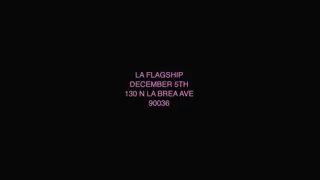 LA FLAGSHIP
DECEMBER 5TH
130 N LA BREA AVE
90036